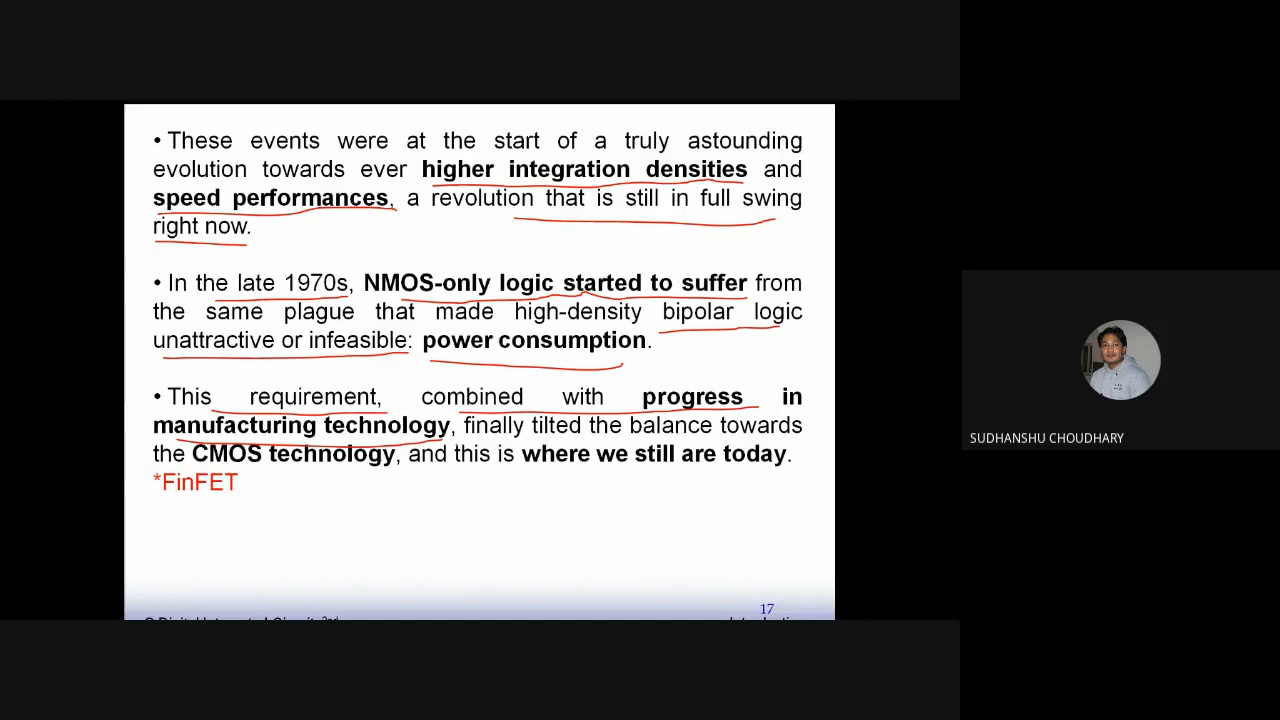 • These events were at the start of a truly astounding
evolution towards ever higher integration densities and
speed performances, a revolution that is still in full swing
right now.
• In the late 1970s, NMOS-only logic started to suffer from
the same plague that made high-density bipolar logic
unattractive or infeasible: power consumption.
• This requirement, combined with progress in
manufacturing technology, finally tilted the balance towards
the CMOS technology, and this is where we still are today.
*FinFET
17
SUDHANSHU CHOUDHARY